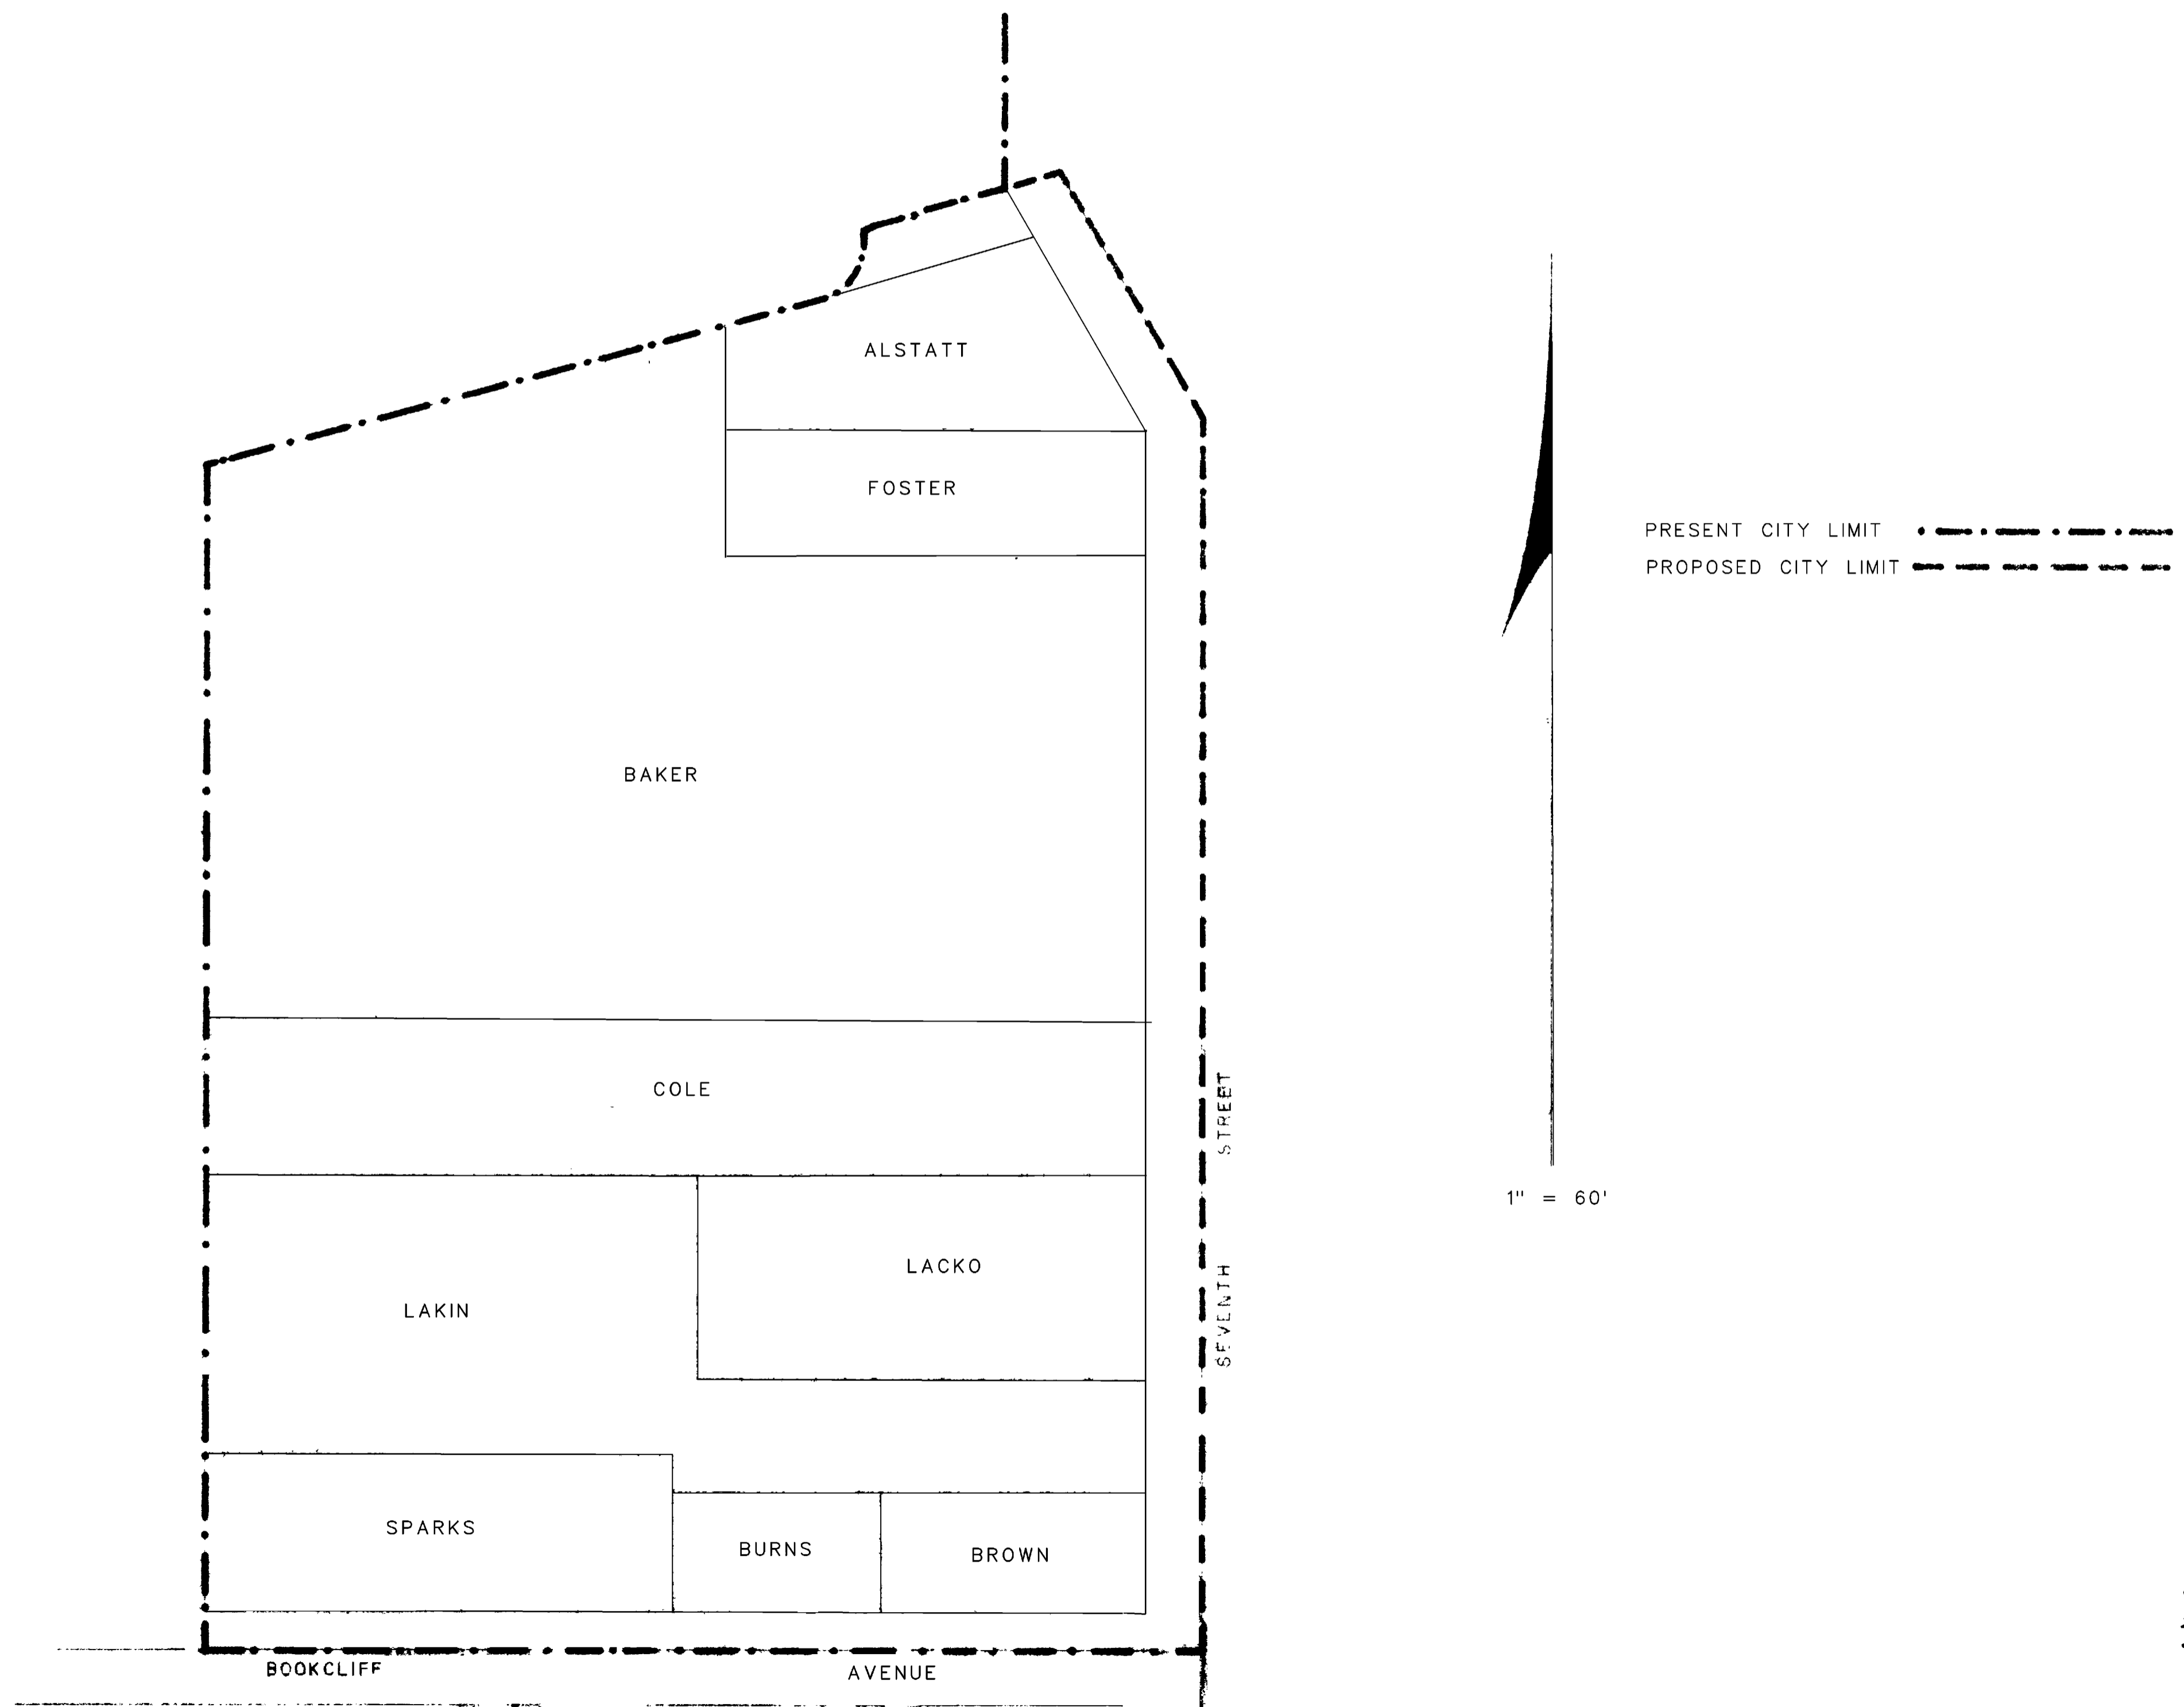 ALSTATT
FOSTER
PRESENT CITY LIMIT
PROPOSED CITY LIMIT
BAKER
COLE
STREET
SEVENTH
1" = 60'
LACKO
LAKIN
SPARKS
BURNS
BROWN
BOOKCLIFF AVENUE